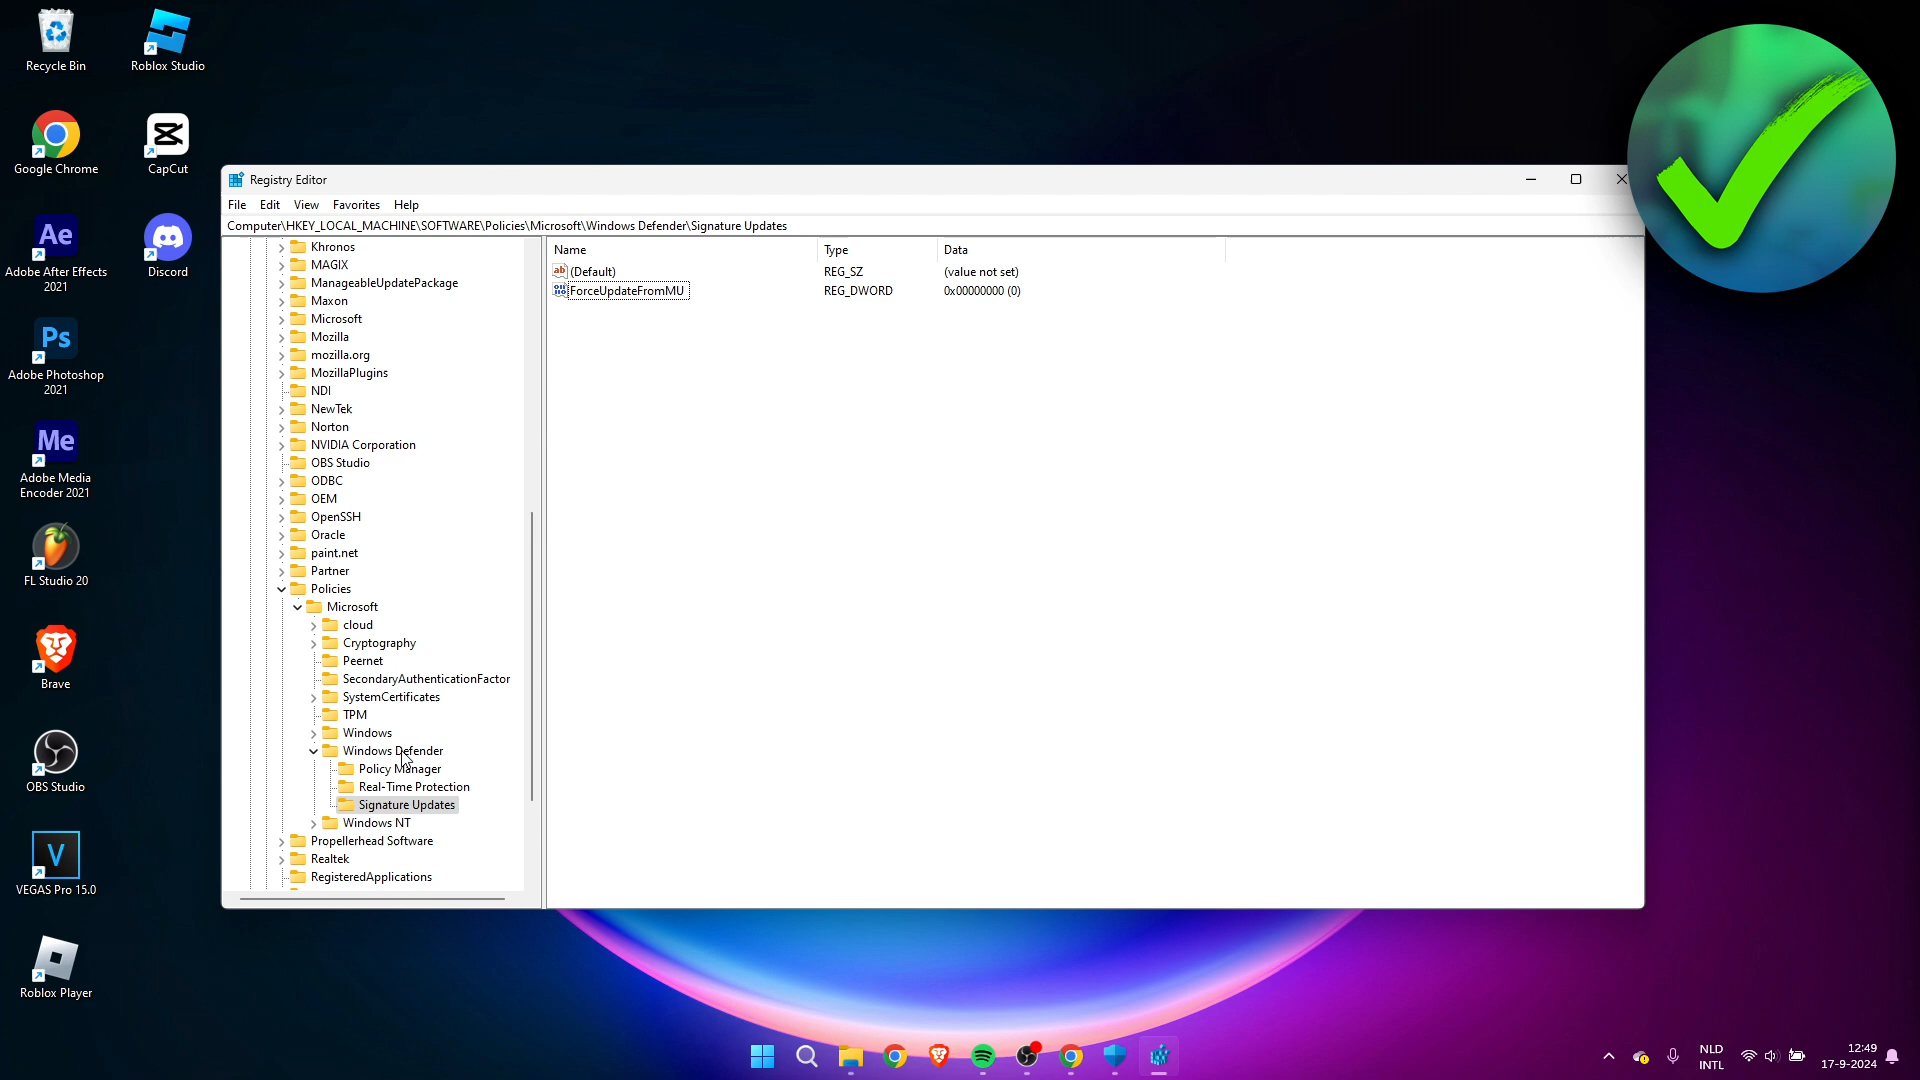 Recycle Bin
Roblox Studio
Google Chrome
CapCut
Ae
Adobe After Effects
2021
Discord
Ps
Adobe Photoshop
2021
Me
Adobe Media
Encoder 2021
FL Studio 20
Brave
OBS Studio
V
VEGAS Pro 15.0
Roblox Player
Registry Editor
File Edit View Favorites Help
Computer\HKEY_LOCAL_MACHINE\SOFTWARE\Policies\Microsoft\Windows Defender\Signature Updates
Khronos
MAGIX
ManageableUpdatePackage
Maxon
Microsoft
Mozilla
mozilla.org
MozillaPlugins
NDI
NewTek
Norton
NVIDIA Corporation
OBS Studio
ODBC
OEM
OpenSSH
Oracle
paint.net
Partner
Policies
Microsoft
cloud
Cryptography
Peernet
SecondaryAuthenticationFactor
SystemCertificates
TPM
Windows
Windows Defender
Policy Manager
Real-Time Protection
Signature Updates
Windows NT
Propellerhead Software
Realtek
RegisteredApplications
Name Type Data
ab (Default) REG_SZ (value not set)
ForceUpdateFromMU REG_DWORD 0x00000000 (0)
NLD
INTL
12:49
17-9-2024